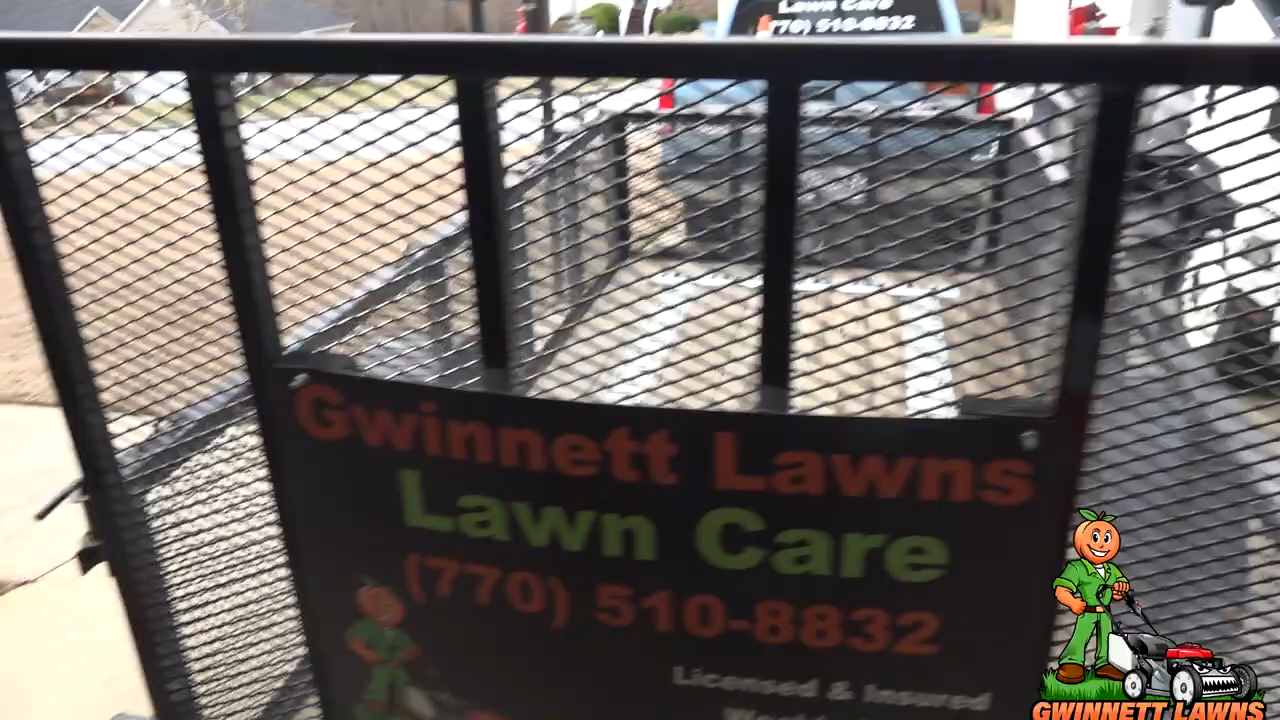 Lawn Care
(770) 510-8832
Gwinnett Lawns
Lawn Care
(770) 510-8832
Licensed & Insured
GWINNETT LAWNS